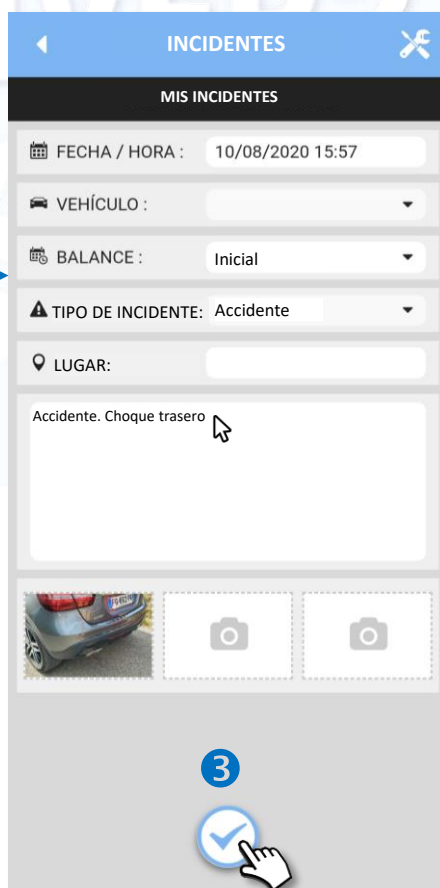 INCIDENTES
MIS INCIDENTES
FECHA / HORA : 10/08/2020 15:57
VEHÍCULO :
BALANCE : Inicial
TIPO DE INCIDENTE: Accidente
LUGAR:
Accidente. Choque trasero
3